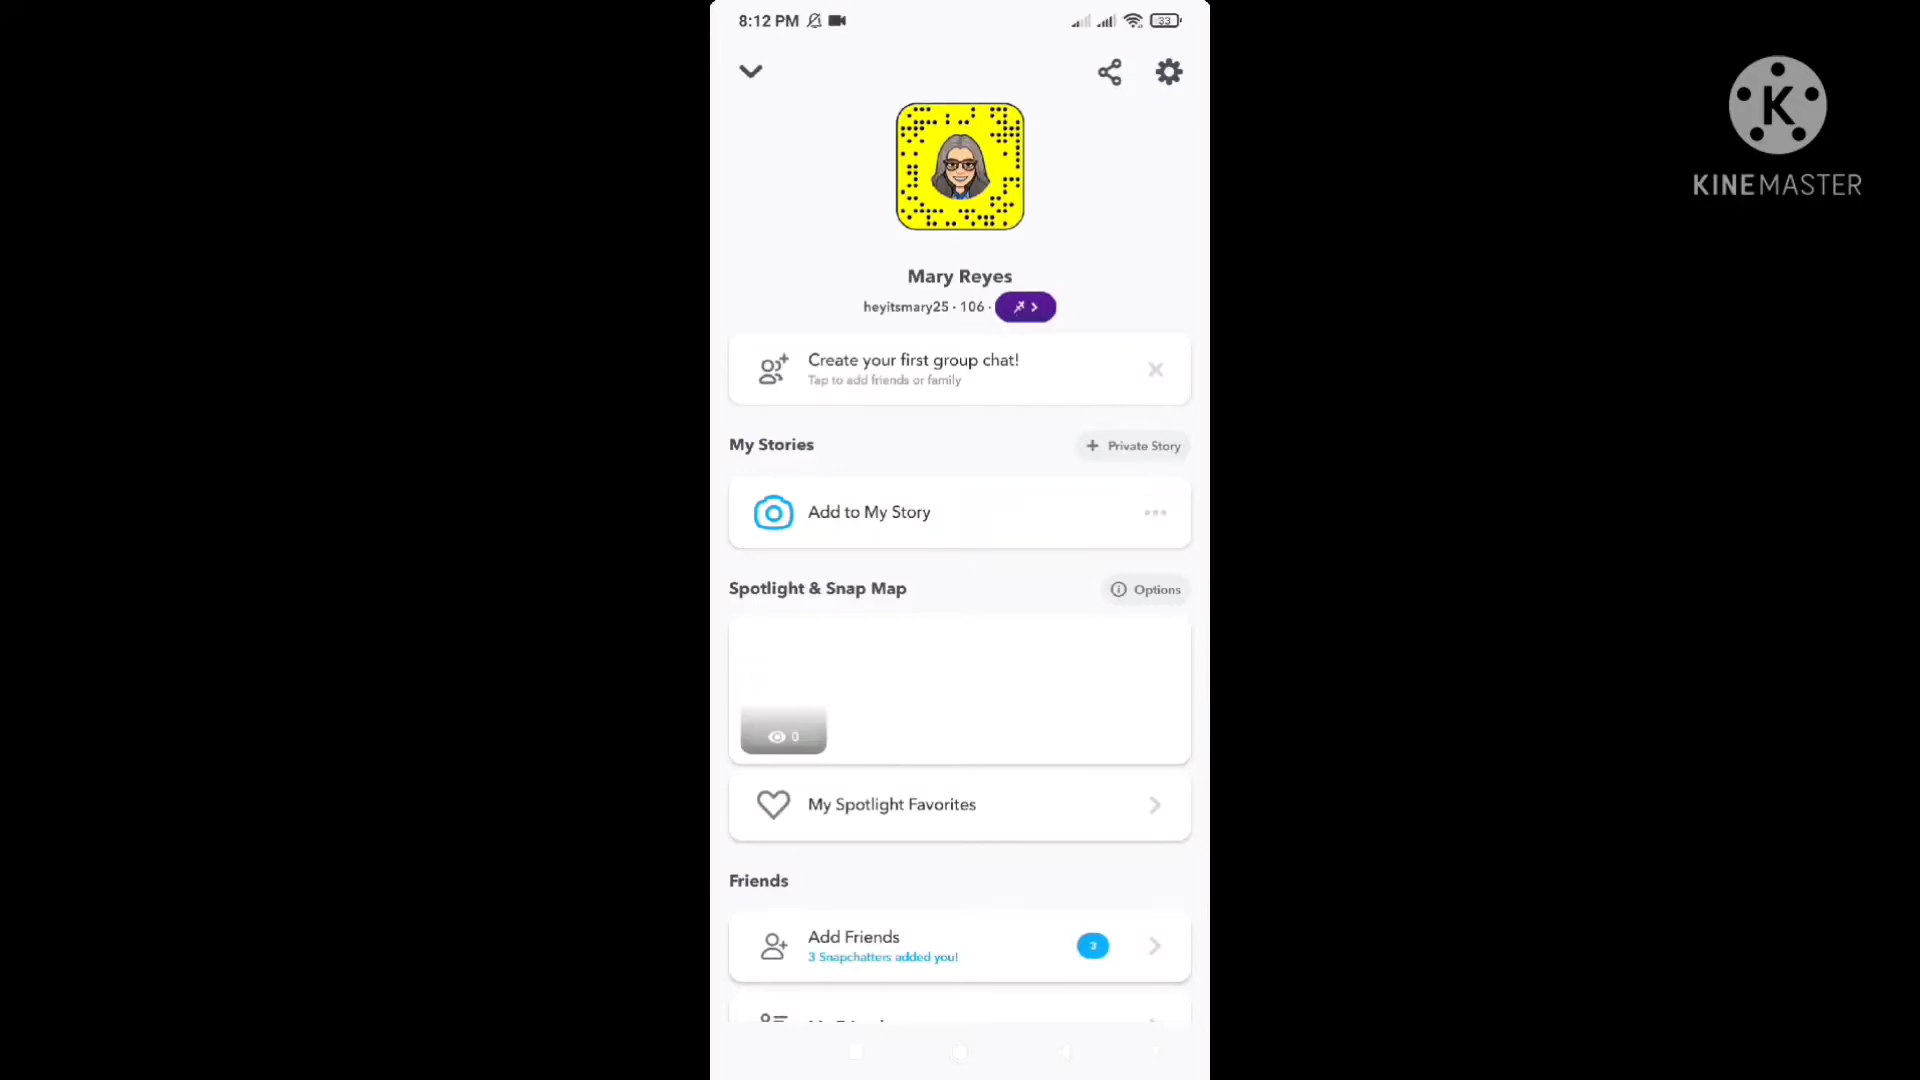 8:12 PM
33
K
KINEMASTER
Mary Reyes
heyitsmary25 · 106 ·
Create your first group chat!
Tap to add friends or family
My Stories
+ Private Story
Add to My Story
Spotlight & Snap Map
Options
0
My Spotlight Favorites
Friends
Add Friends
3 Snapchatters added you!
3